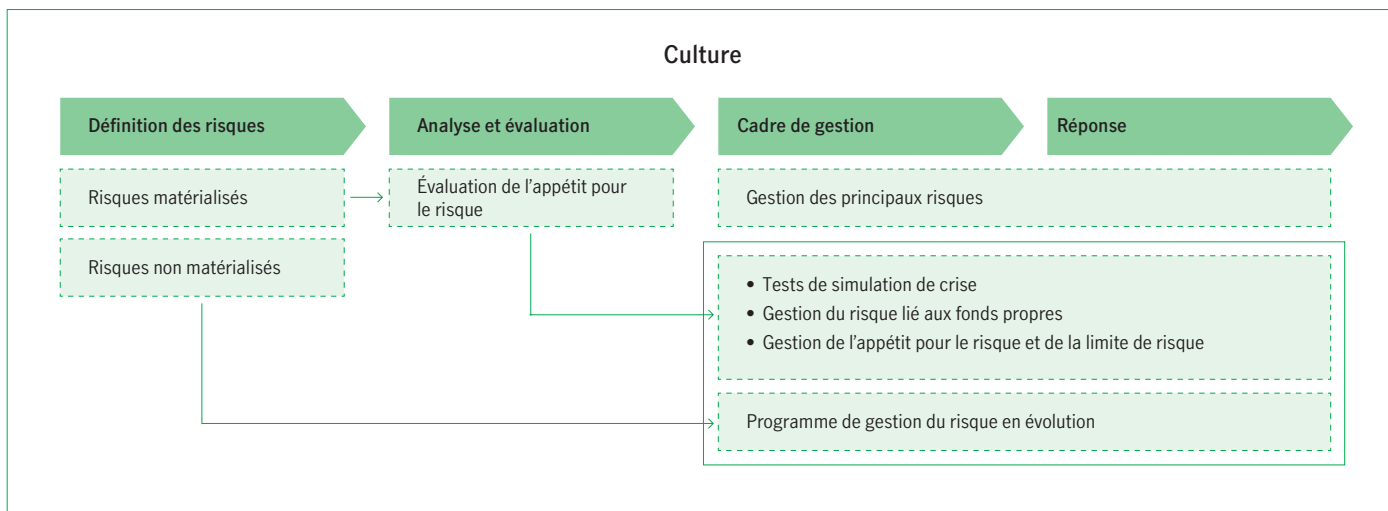 Culture
Définition des risques
Analyse et évaluation
Cadre de gestion
Réponse
Risques matérialisés
Évaluation de l'appétit pour
le risque
Gestion des principaux risques
Risques non matérialisés
• Tests de simulation de crise
• Gestion du risque lié aux fonds propres
• Gestion de l'appétit pour le risque et de la limite de risque
Programme de gestion du risque en évolution